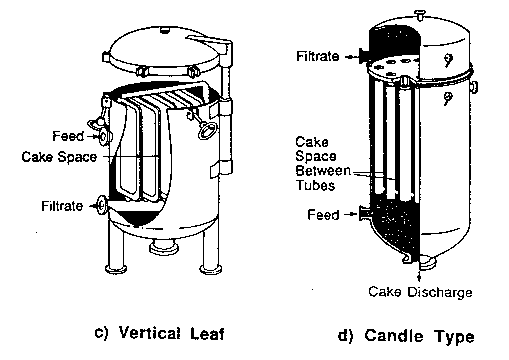 Feed
Cake Space
Filtrate
c) Vertical Leaf
Filtrate
Cake
Space
Between
Tubes
Feed
Cake Discharge
d) Candle Type